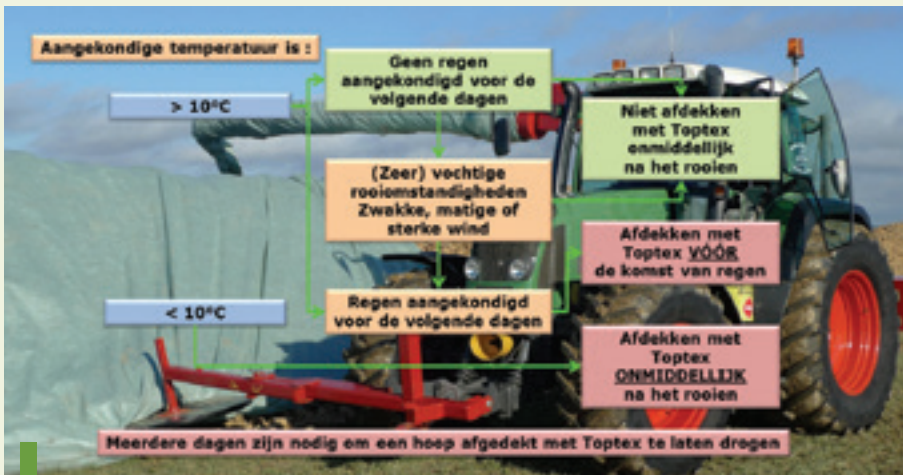 Aangekondige temperatuur is :
> 10°C
Geen regen
aangekondigd voor de
volgende dagen
Niet afdekken
met Toptex
onmiddellijk
na het rooien
(Zeer) vochtige
rooiomstandigheden
Zwakke, matige of
sterke wind
Afdekken met
Toptex VÓÓR
de komst van regen
< 10°C
Regen aangekondigd
voor de volgende dagen
Afdekken met
Toptex
ONMIDDELLIJK
na het rooien
Meerdere dagen zijn nodig om een hoop afgedekt met Toptex te laten drogen